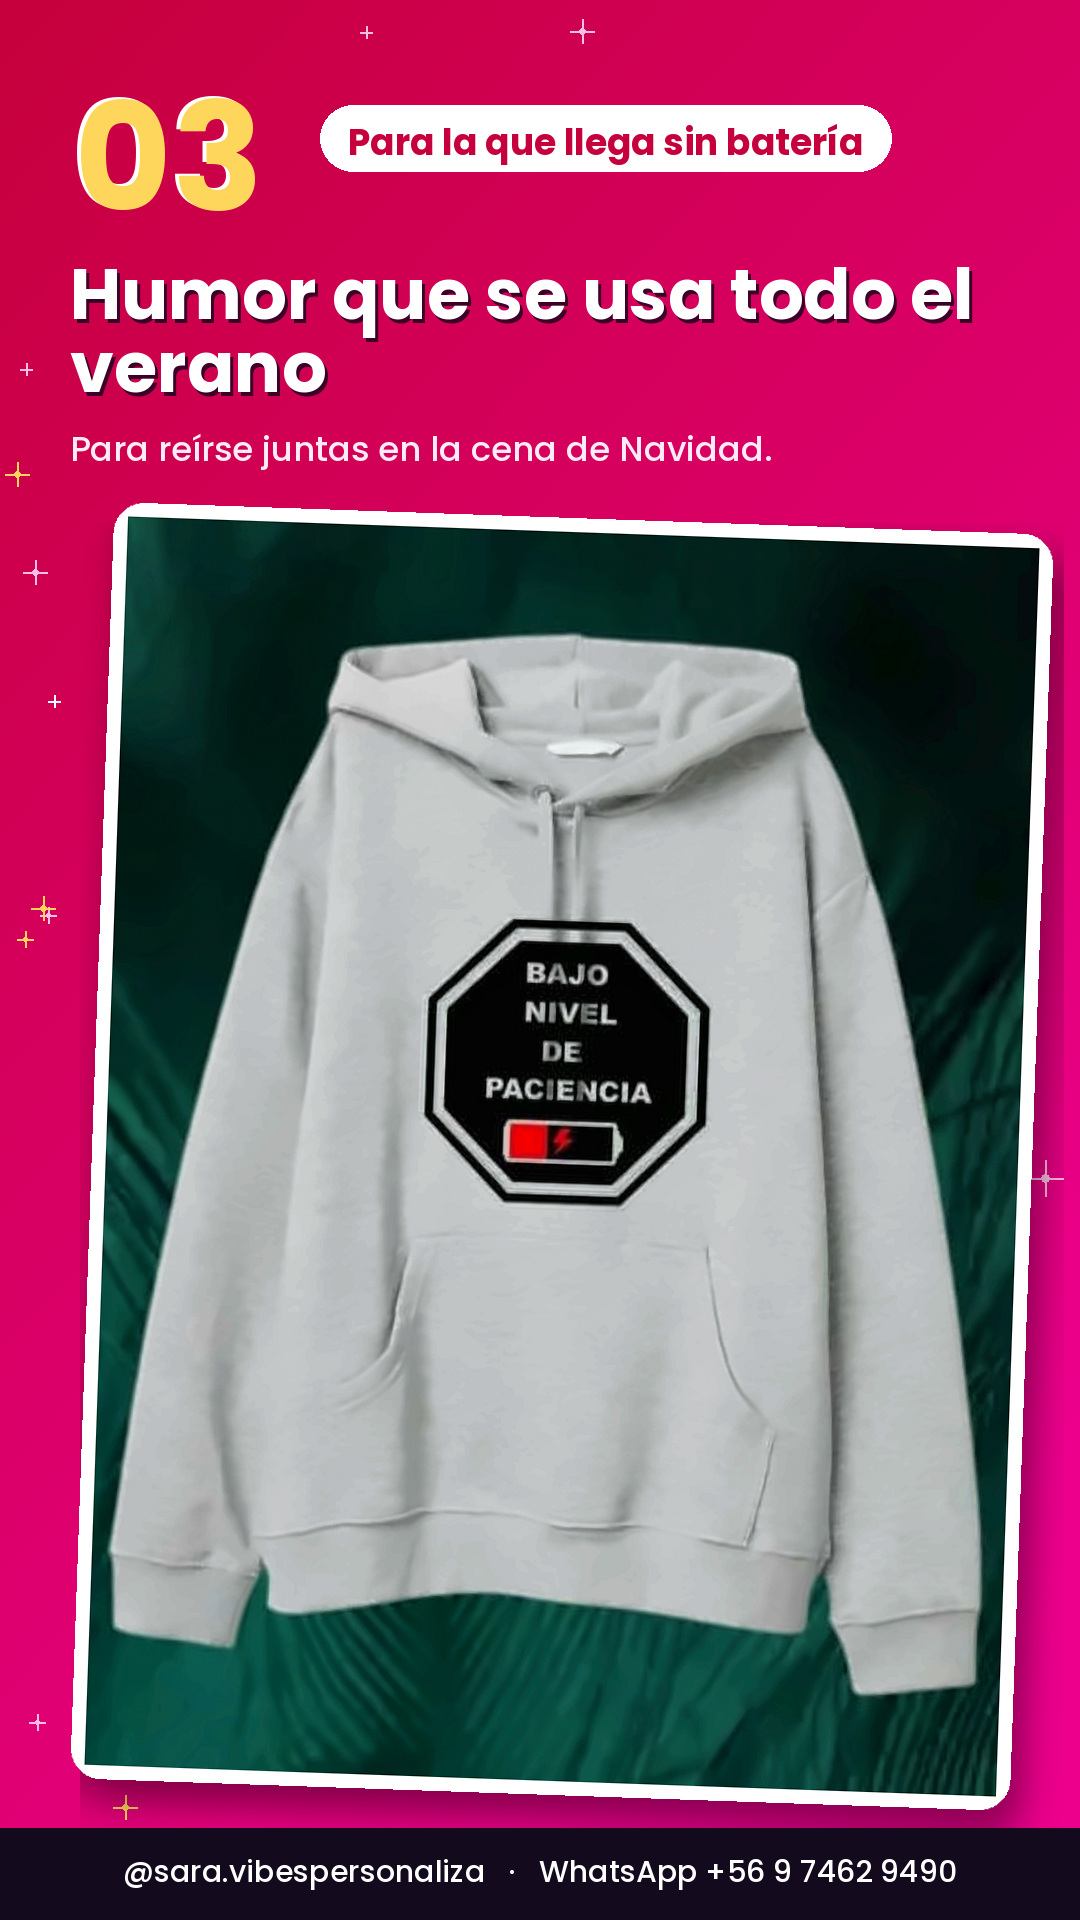 03
Para la que llega sin batería
Humor que se usa todo el
verano
Para reírse juntas en la cena de Navidad.
BAJO
NIVEL
DE
PACIENCIA
@sara.vibespersonaliza · WhatsApp +56 9 7462 9490